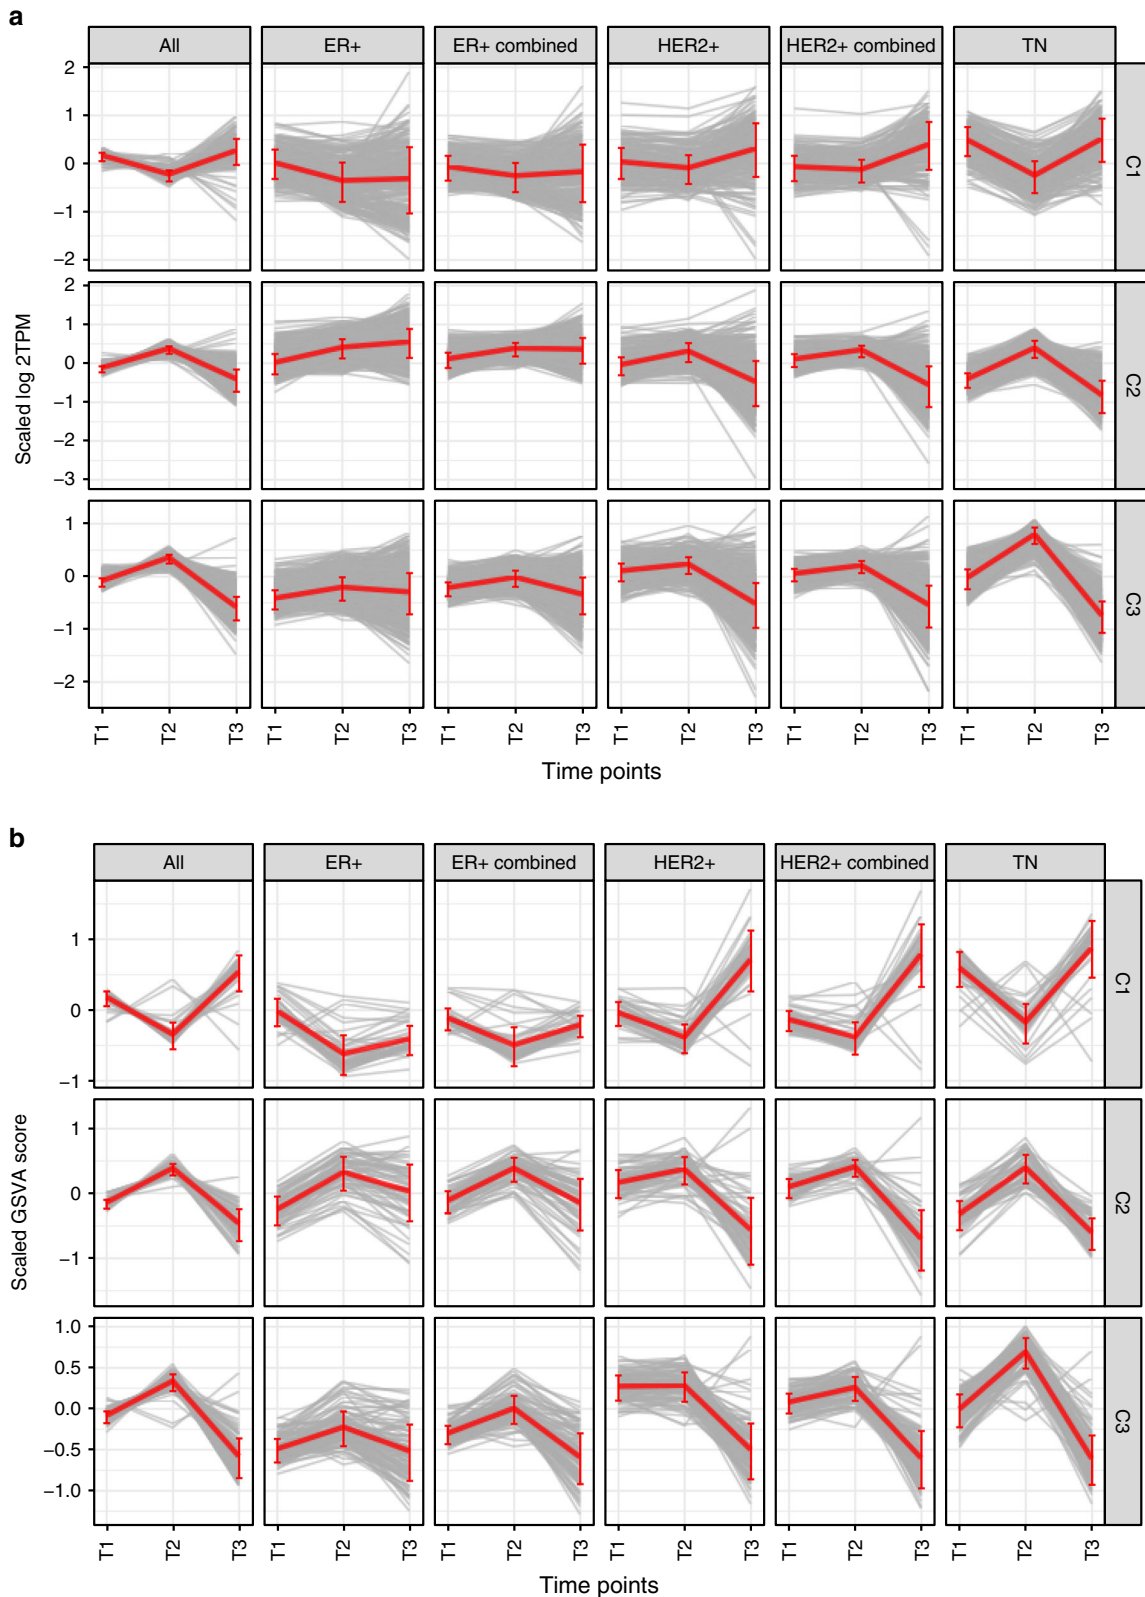 a
All ER+ ER+ combined HER2+ HER2+ combined TN
2
1
0
−1
−2
C1
2
1
0
−1
−2
−3
C2
1
0
−1
−2
C3
Scaled log 2TPM
T1 T2 T3 T1 T2 T3 T1 T2 T3 T1 T2 T3 T1 T2 T3 T1 T2 T3
Time points
b
All ER+ ER+ combined HER2+ HER2+ combined TN
1
0
−1
C1
1
0
−1
C2
1.0
0.5
0.0
−0.5
−1.0
C3
Scaled GSVA score
T1 T2 T3 T1 T2 T3 T1 T2 T3 T1 T2 T3 T1 T2 T3 T1 T2 T3
Time points